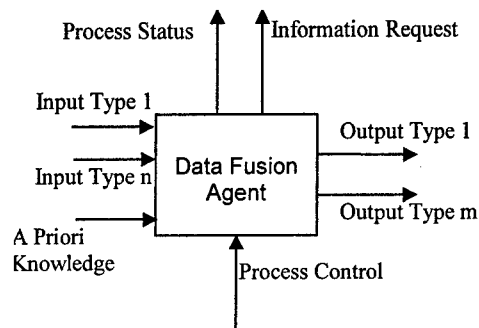 Process Status
Information Request
Input Type 1
Input Type n
A Priori
Knowledge
Data Fusion
Agent
Output Type 1
Output Type m
Process Control